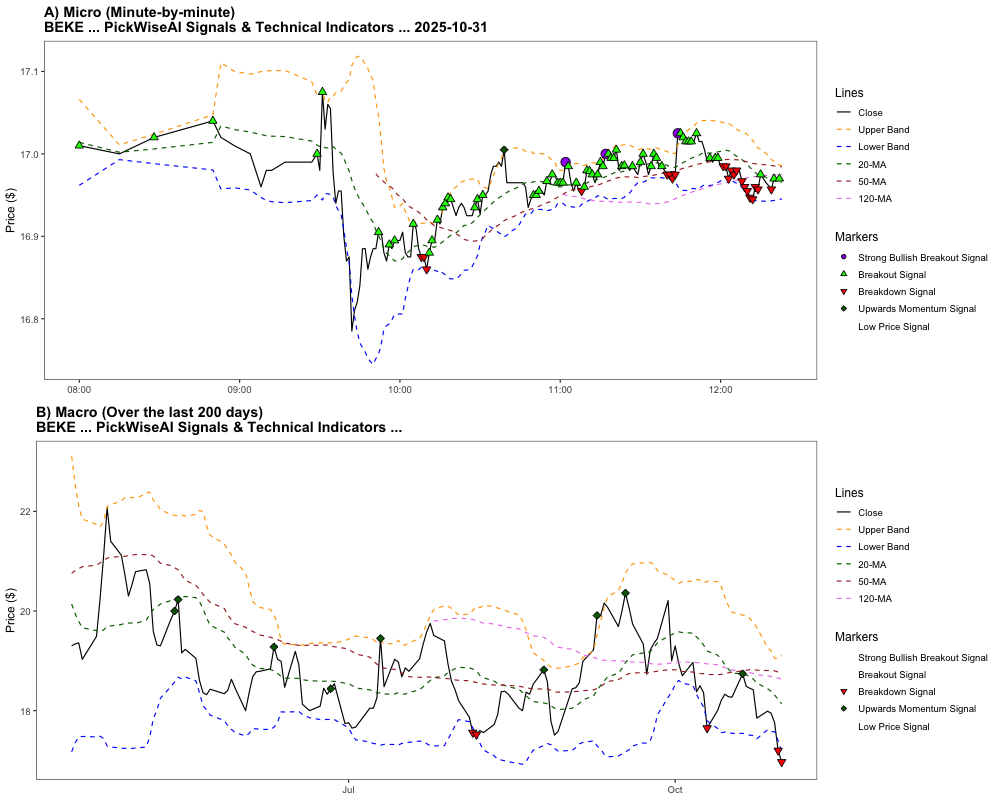 A) Micro (Minute-by-minute)
BEKE ... PickWiseAI Signals & Technical Indicators ... 2025-10-31
17.1
17.0
16.9
16.8
Price ($)
08:00
09:00
10:00
11:00
12:00
Lines
Close
Upper Band
Lower Band
20-MA
50-MA
120-MA
Markers
Strong Bullish Breakout Signal
Breakout Signal
Breakdown Signal
Upwards Momentum Signal
Low Price Signal
B) Macro (Over the last 200 days)
BEKE ... PickWiseAI Signals & Technical Indicators ...
22
20
18
Price ($)
Jul
Oct
Lines
Close
Upper Band
Lower Band
20-MA
50-MA
120-MA
Markers
Strong Bullish Breakout Signal
Breakout Signal
Breakdown Signal
Upwards Momentum Signal
Low Price Signal